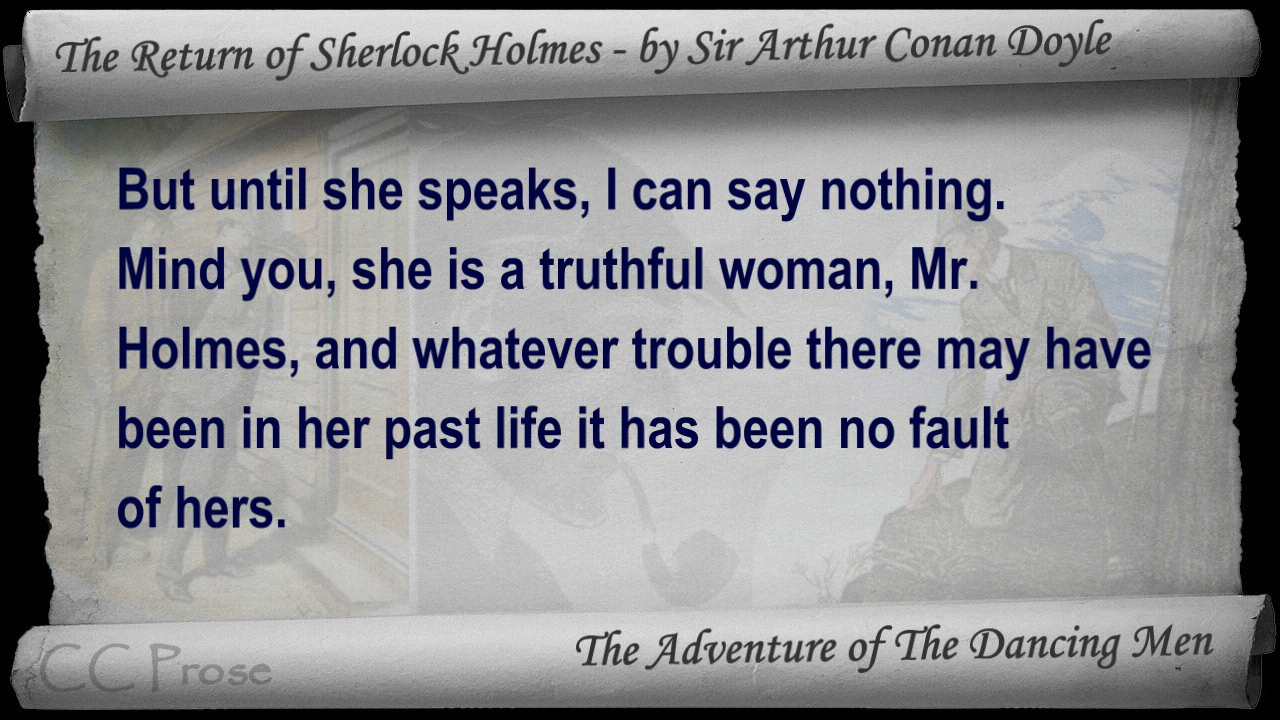 The Return of Sherlock Holmes - by Sir Arthur Conan Doyle
But until she speaks, I can say nothing.
Mind you, she is a truthful woman, Mr.
Holmes, and whatever trouble there may have
been in her past life it has been no fault
of hers.
The Adventure of The Dancing Men
CC Prose